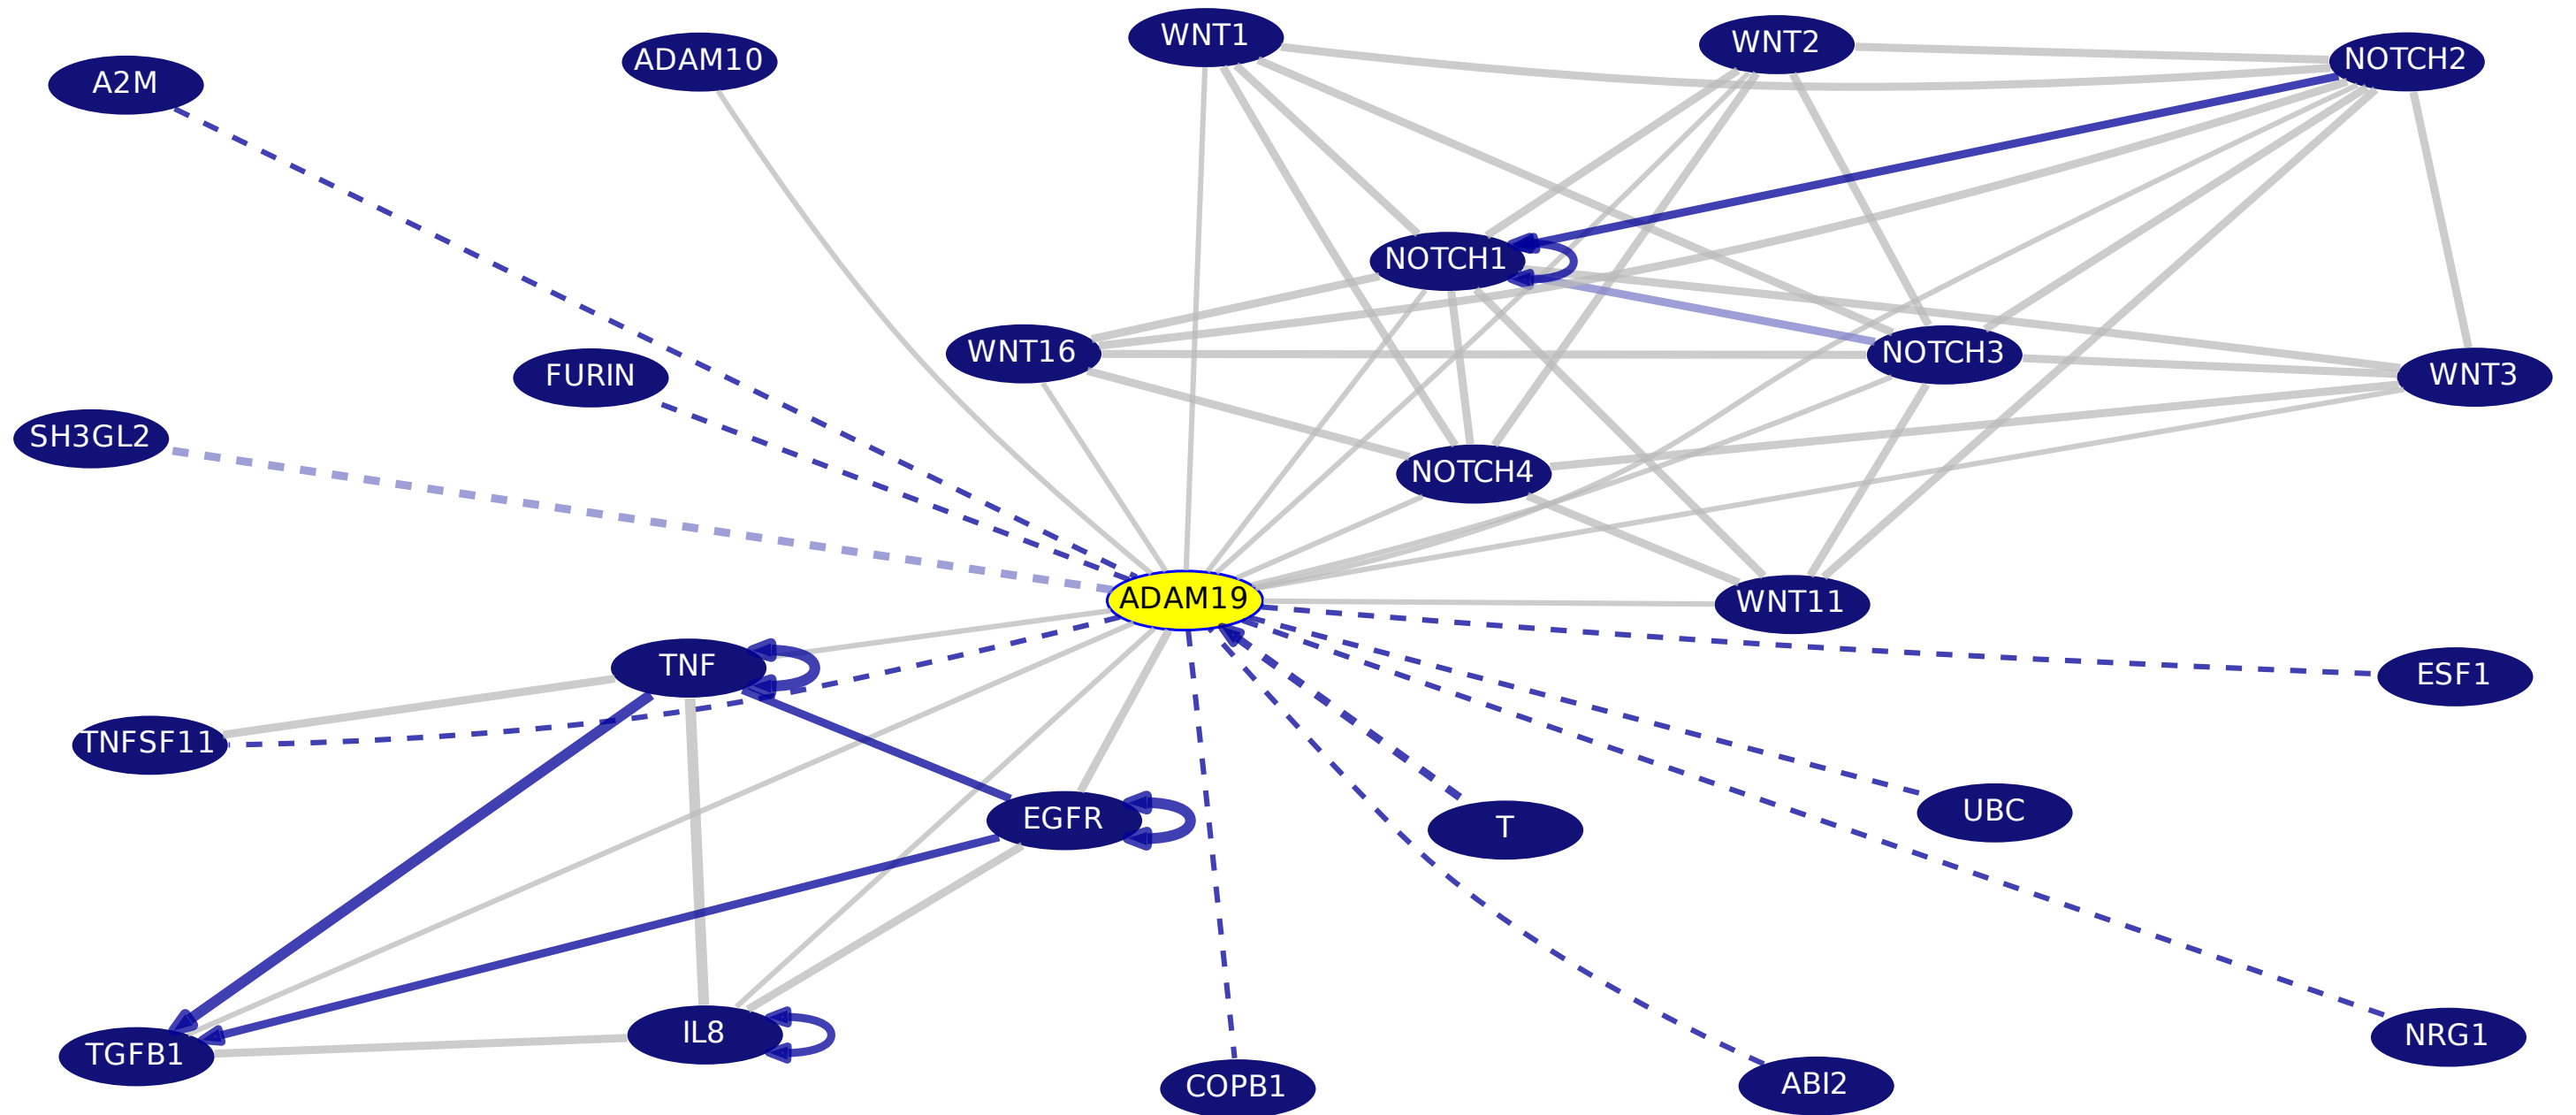 WNT1
WNT2
NOTCH2
ADAM10
A2M
NOTCH1
WNT16
NOTCH3
FURIN
WNT3
SH3GL2
NOTCH4
ADAM19
WNT11
TNF
ESF1
TNFSF11
EGFR
UBC
T
IL8
NRG1
TGFB1
COPB1
ABI2